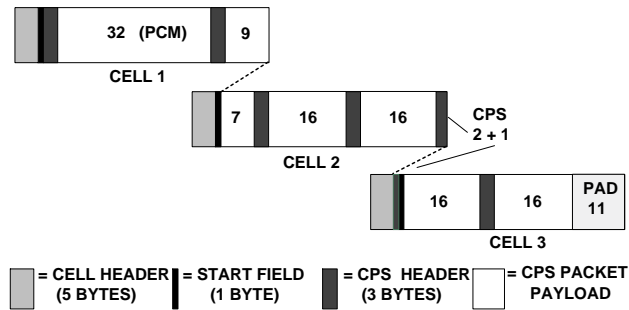 32 (PCM)
9
CELL 1
7
16
16
CPS
2 + 1
CELL 2
16
16
PAD
11
CELL 3
= CELL HEADER
(5 BYTES)
= START FIELD
(1 BYTE)
= CPS HEADER
(3 BYTES)
= CPS PACKET
PAYLOAD